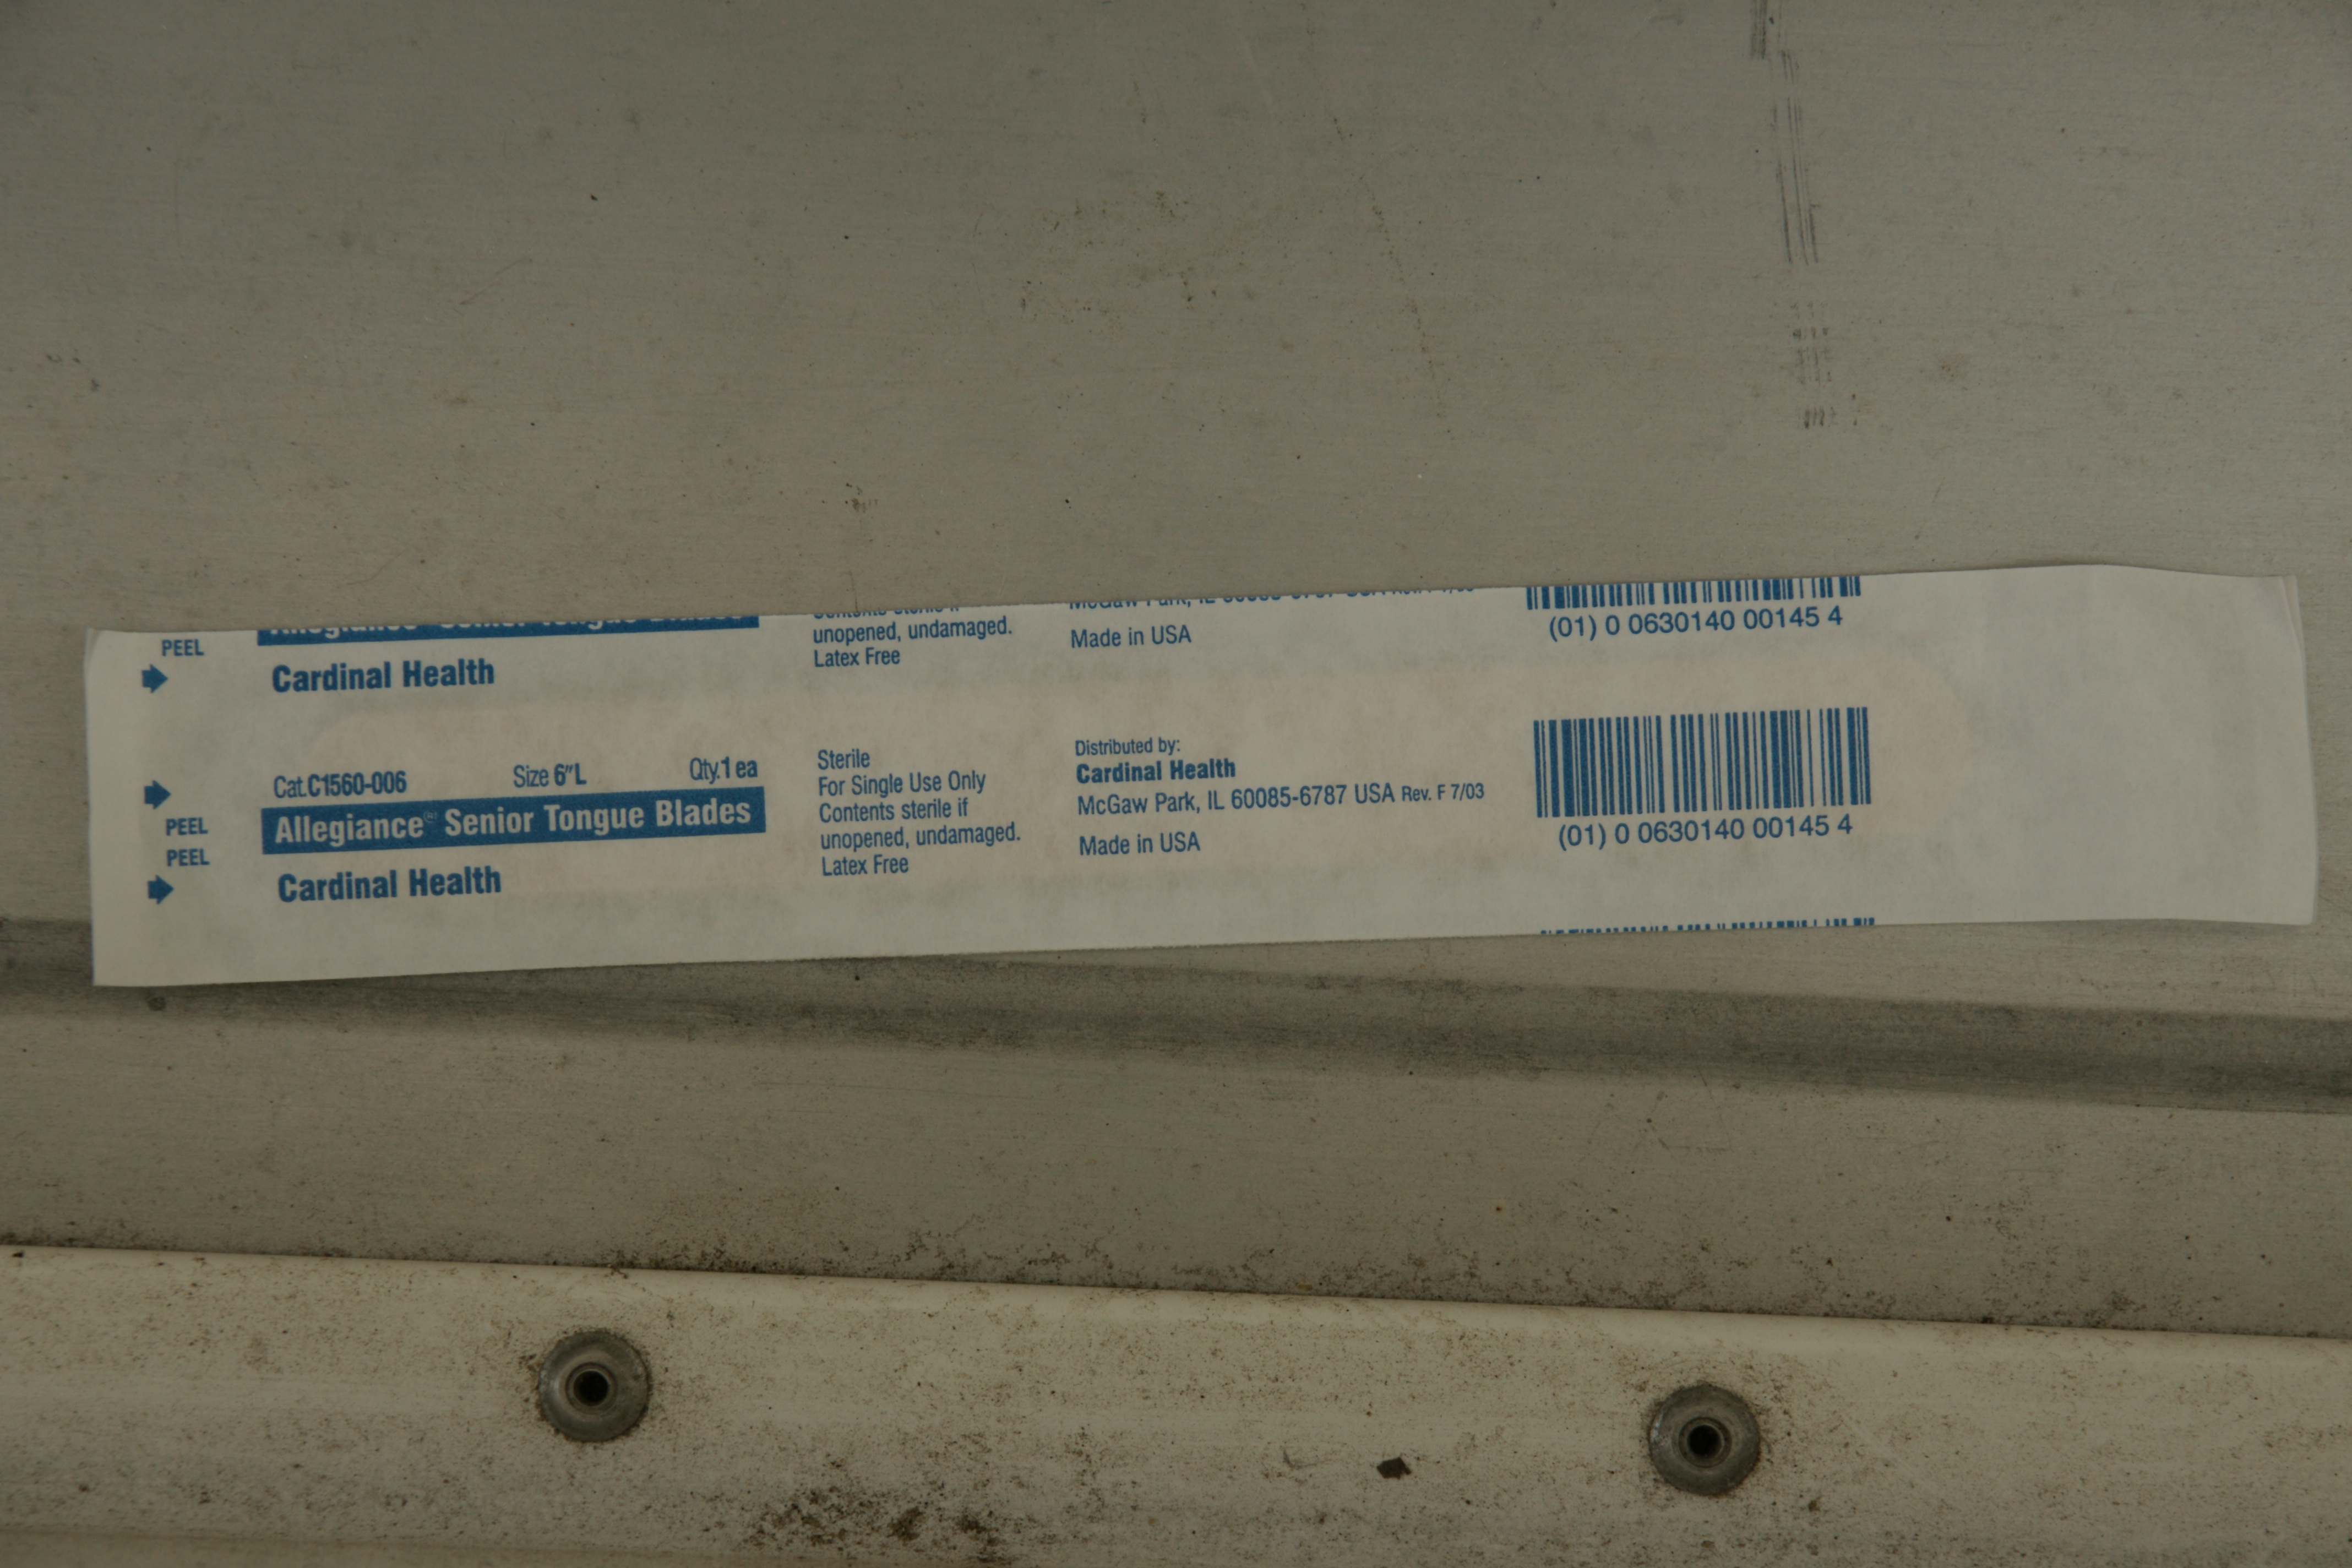 PEEL
Cardinal Health
unopened, undamaged.
Latex Free
Made in USA
(01) 0 0630140 00145 4
Cat.C1560-006 Size 6"L Qty.1 ea
PEEL
Allegiance® Senior Tongue Blades
PEEL
Cardinal Health
Sterile
For Single Use Only
Contents sterile if
unopened, undamaged.
Latex Free
Distributed by:
Cardinal Health
McGaw Park, IL 60085-6787 USA Rev. F 7/03
Made in USA
(01) 0 0630140 00145 4